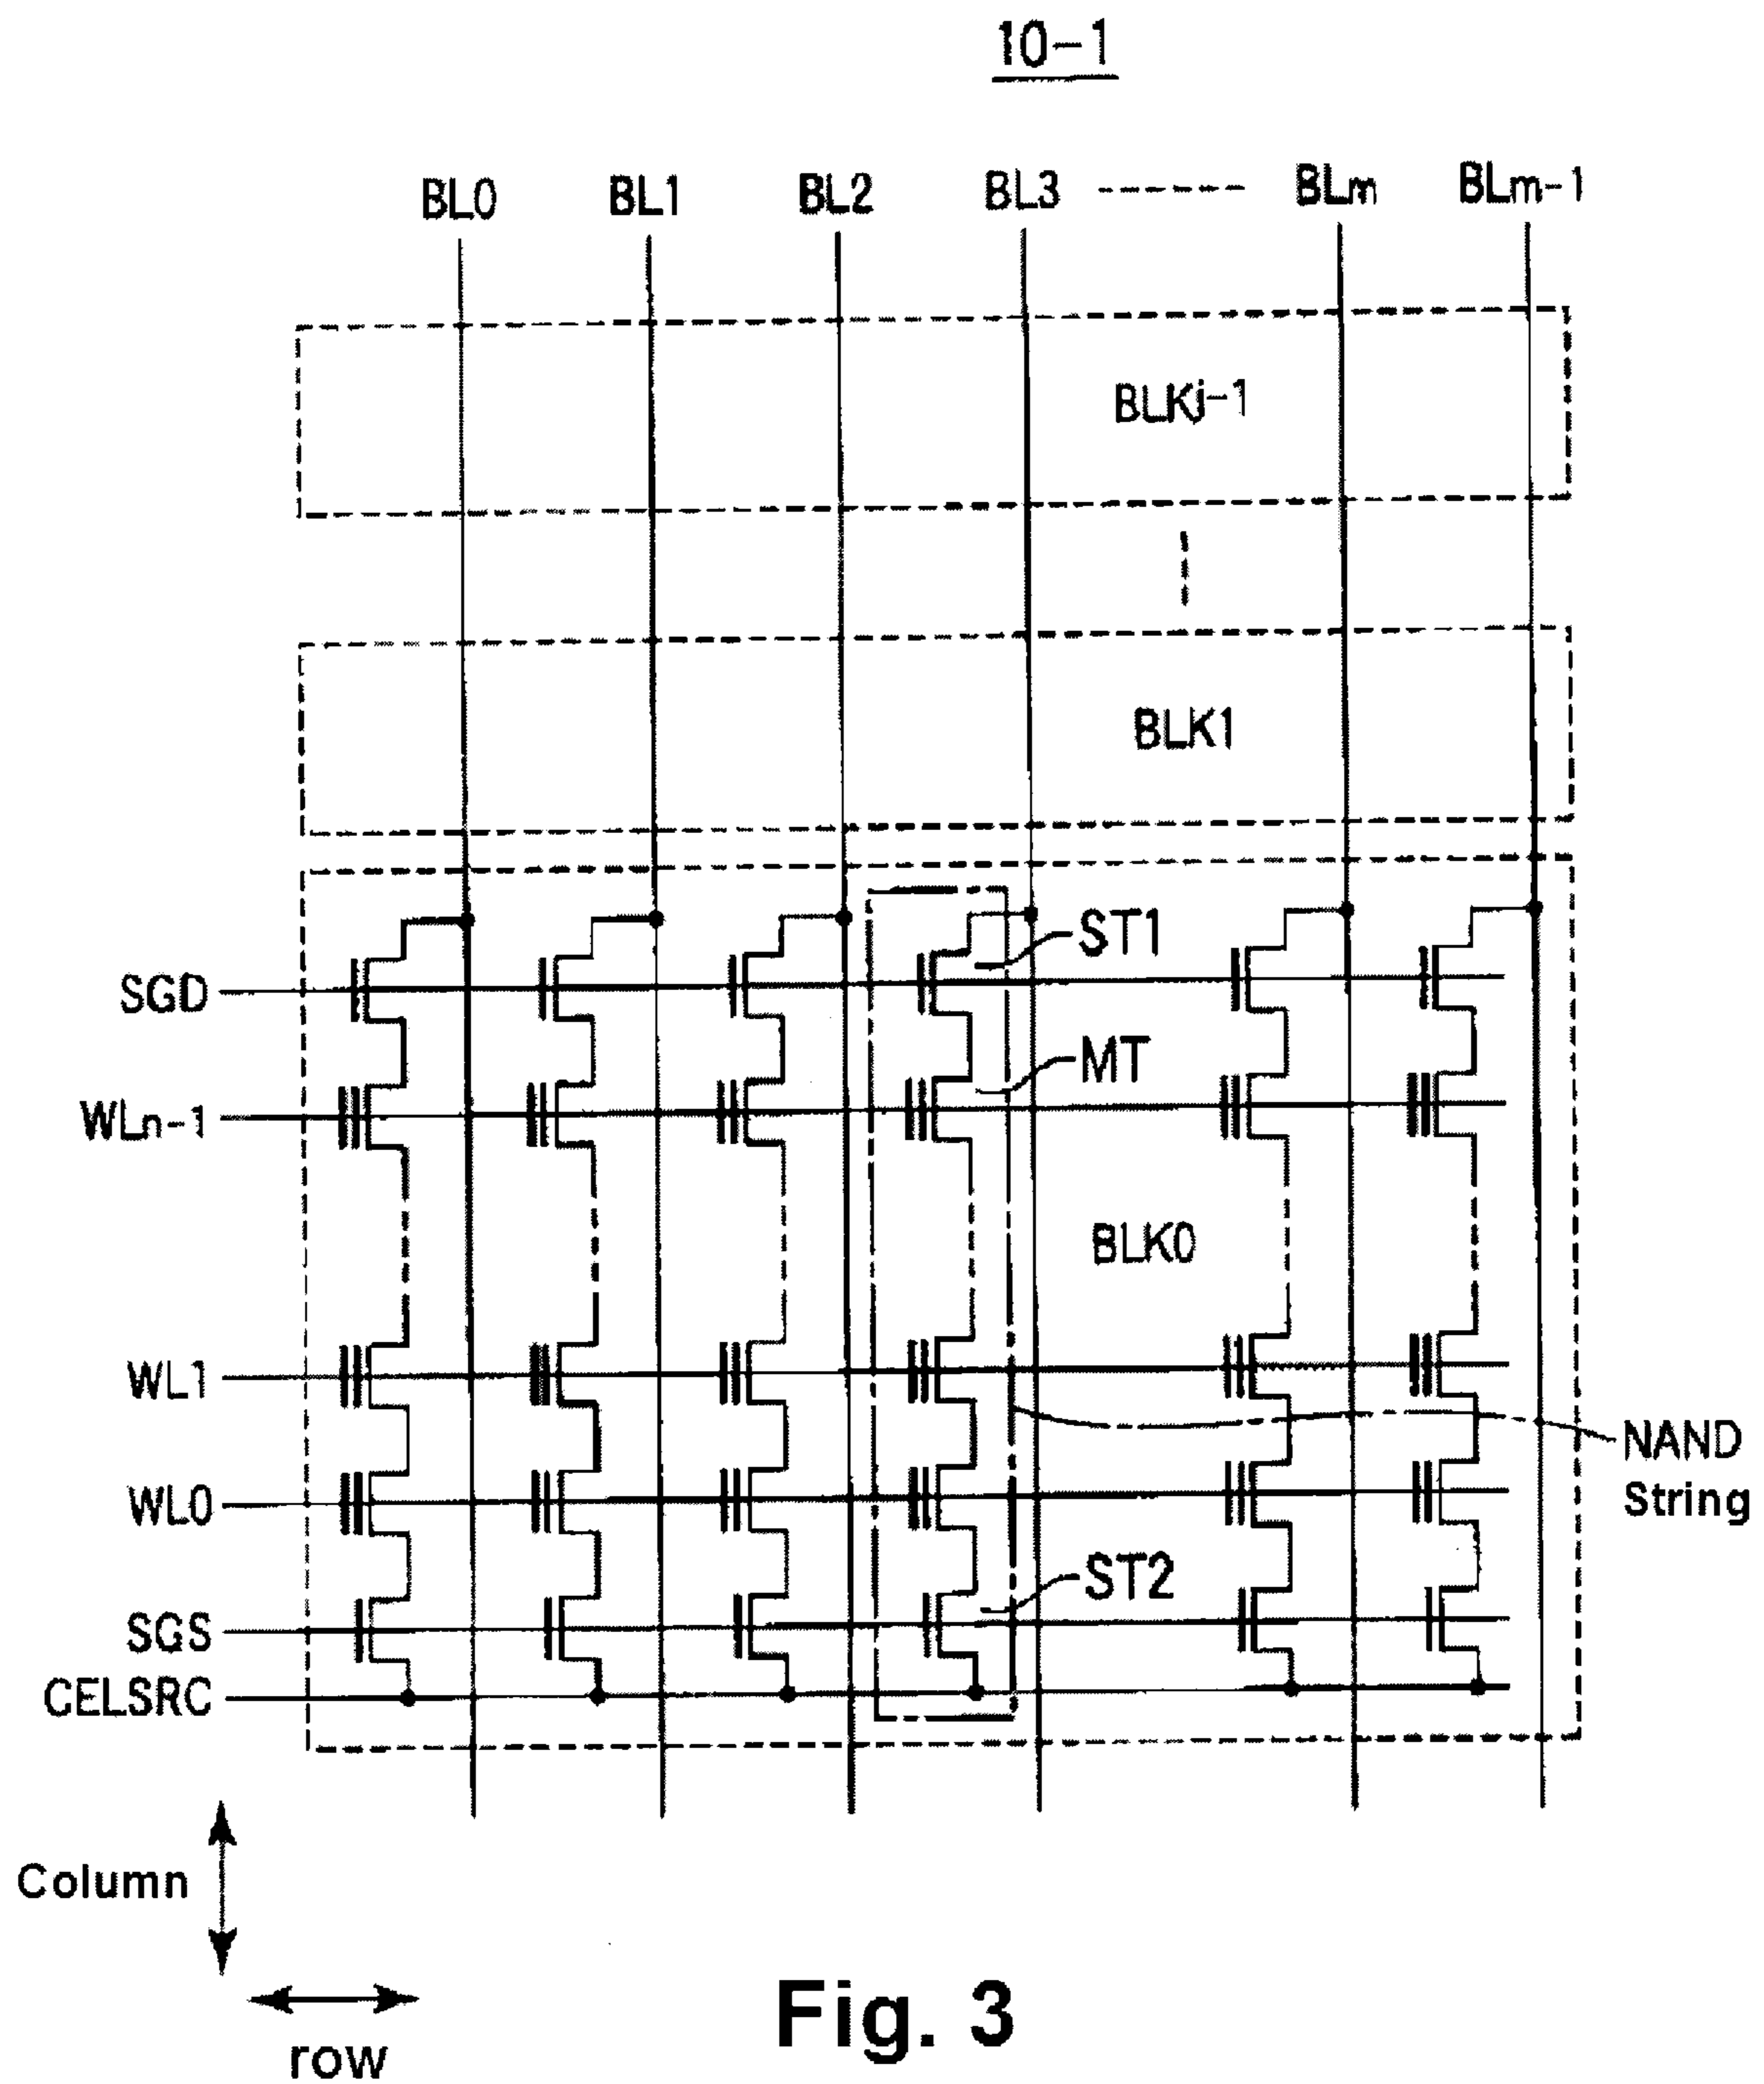 10-1
BL0 BL1 BL2 BL3 BLm BLm-1
BLKj-1
BLK1
ST1
SGD
MT
WLn-1
BLK0
WL1
NAND
String
WL0
ST2
SGS
CELSRC
Column
row
Fig. 3